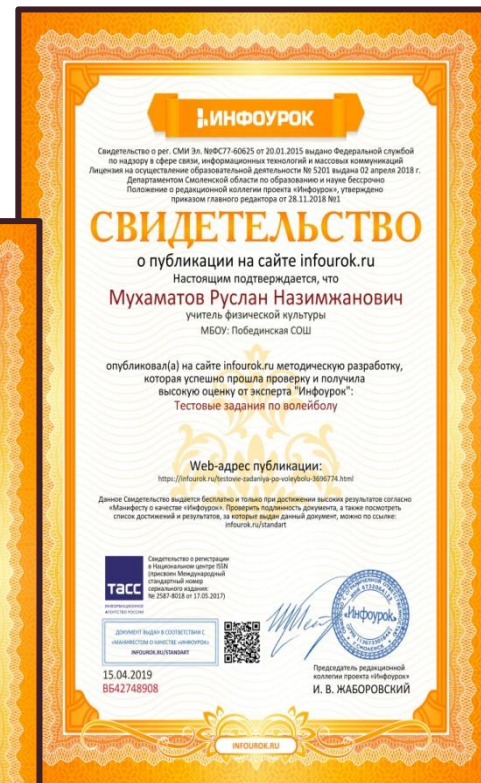 ИНФОУРОК
Свидетельство о рег. СМИ Эл. №ФС77-60625 от 20.01.2015 выдано Федеральной службой
по надзору в сфере связи, информационных технологий и массовых коммуникаций
Лицензия на осуществление образовательной деятельности № 5201 выдана 02 апреля 2018 г.
Департаментом Смоленской области по образованию и науке бессрочно
Положение о редакционной коллегии проекта «Инфоурок», утверждено
приказом главного редактора от 28.11.2018 №1
СВИДЕТЕЛЬСТВО
о публикации на сайте infourok.ru
Настоящим подтверждается, что
Мухаматов Руслан Назимжанович
учитель физической культуры
МБОУ: Побединская СОШ
опубликовал(а) на сайте infourok.ru методическую разработку,
которая успешно прошла проверку и получила
высокую оценку от эксперта "Инфоурок":
Тестовые задания по волейболу
Web-адрес публикации:
https://infourok.ru/testovie-zadaniya-po-voleybolu-3696774.html
Данное Свидетельство выдается бесплатно и только при достижении высоких результатов согласно
«Манифесту о качестве «Инфоурок». Проверить подлинность документа, а также посмотреть
список достижений и результатов, за которые выдан данный документ, можно по ссылке:
infourok.ru/standart
Свидетельство о регистрации
в Национальном центре ISSN
(присвоен Международный
стандартный номер
сериального издания:
№ 2587-8018 от 17.05.2017)
ТАСС
ИНФОРМАЦИОННОЕ
АГЕНТСТВО РОССИИ
ДОКУМЕНТ ВЫДАН В СООТВЕТСТВИИ С
«МАНИФЕСТОМ О КАЧЕСТВЕ «ИНФОУРОК»
INFOUROK.RU/STANDART
15.04.2019
ВБ42748908
«Инфоурок»
Председатель редакционной
коллегии проекта «Инфоурок»
И. В. ЖАБОРОВСКИЙ
INFOUROK.RU